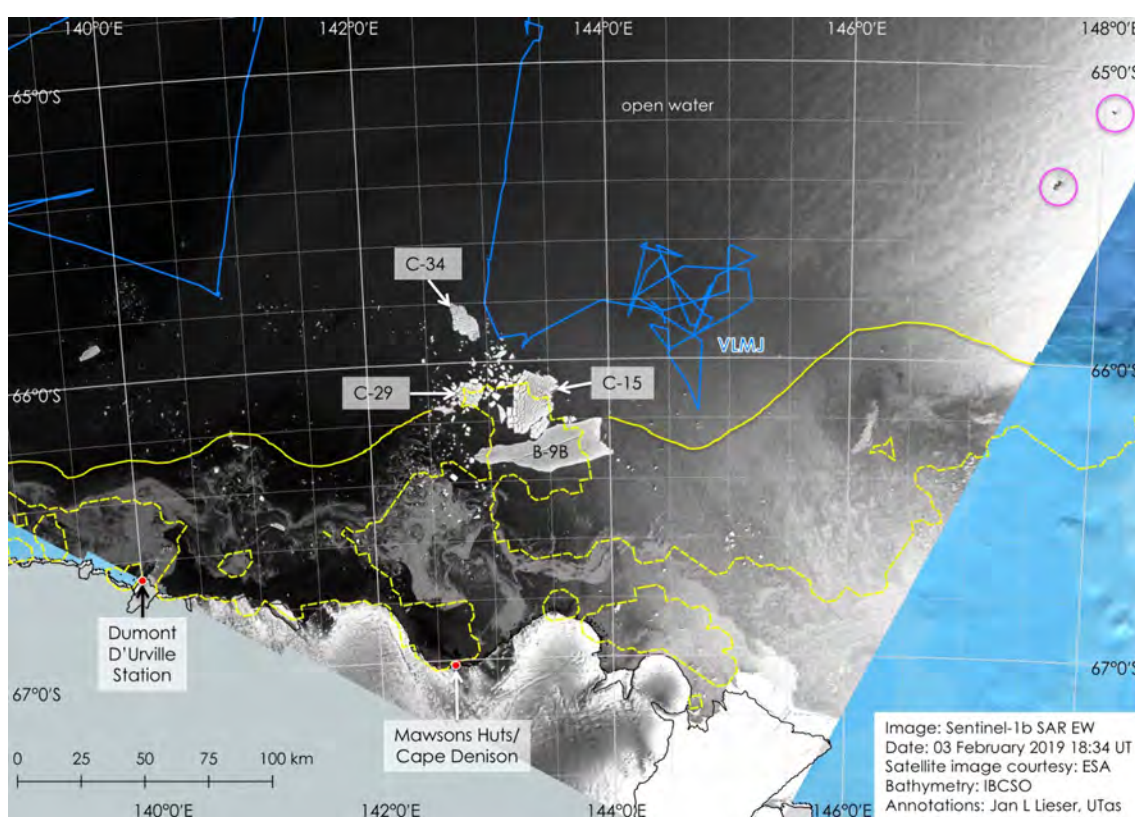 140°0'E 142°0'E 144°0'E 146°0'E 148°0'E
65°0'S
65°0'S
open water
C-34
VLMJ
C-29
C-15
66°0'S
66°0'S
B-9B
Dumont
D'Urville
Station
67°0'S
67°0'S
Mawsons Huts/
Cape Denison
0 25 50 75 100 km
140°0'E 142°0'E 144°0'E 146°0'E
Image: Sentinel-1b SAR EW
Date: 03 February 2019 18:34 UT
Satellite image courtesy: ESA
Bathymetry: IBCSO
Annotations: Jan L Lieser, UTas